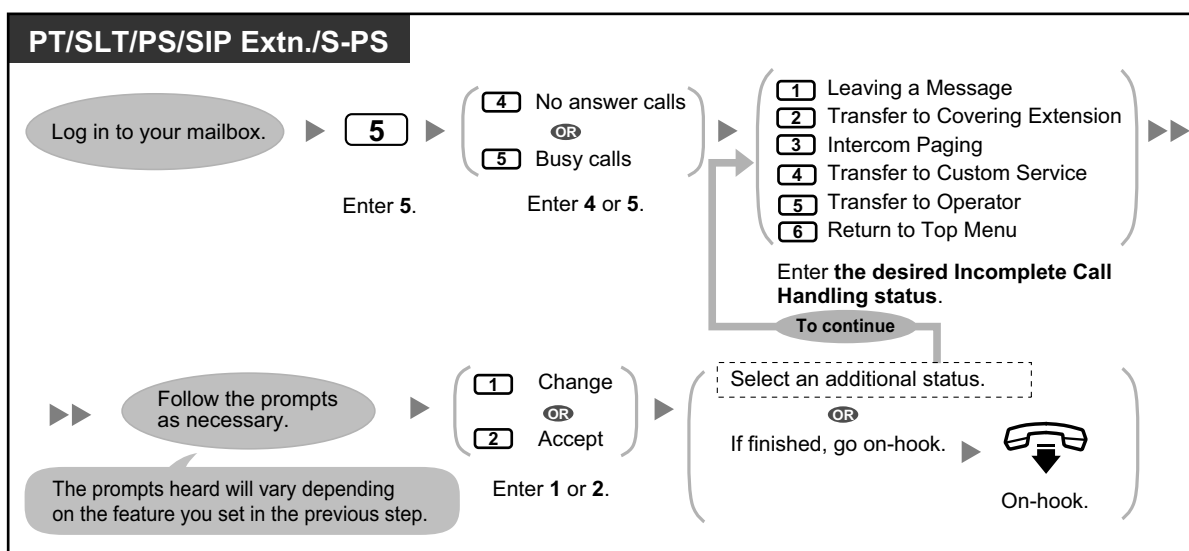 PT/SLT/PS/SIP Extn./S-PS
Log in to your mailbox.
5
Enter 5.
4 No answer calls
OR
5 Busy calls
Enter 4 or 5.
1 Leaving a Message
2 Transfer to Covering Extension
3 Intercom Paging
4 Transfer to Custom Service
5 Transfer to Operator
6 Return to Top Menu
Enter the desired Incomplete Call
Handling status.
To continue
Follow the prompts
as necessary.
The prompts heard will vary depending
on the feature you set in the previous step.
1 Change
OR
2 Accept
Enter 1 or 2.
Select an additional status.
OR
If finished, go on-hook.
On-hook.